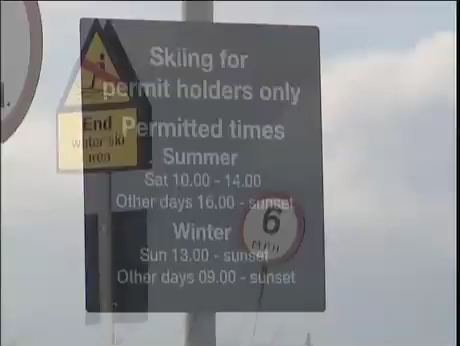 Skiing for
permit holders only
Permitted times
Summer
Sat 10.00 - 14.00
Other days 16.00 - sunset
Winter
Sun 13.00 - sunset
Other days 09.00 - sunset
End
water ski
area
6
MPH